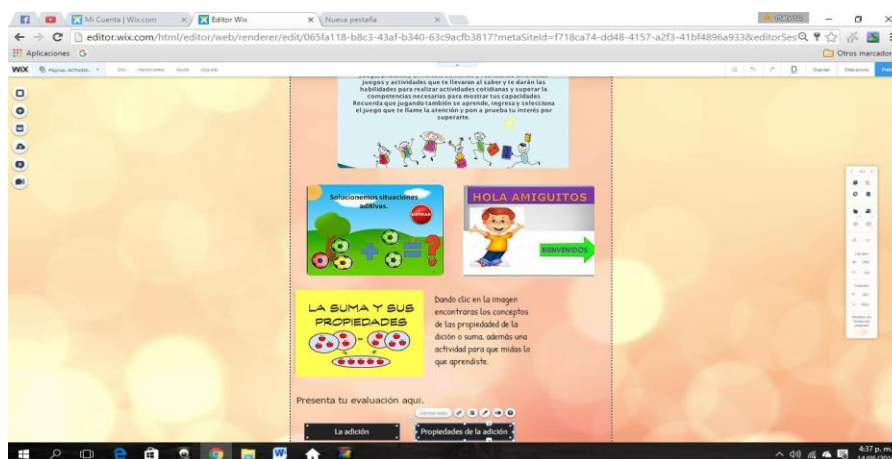 Mi Cuenta | Wix.com
Editor Wix
Nueva pestaña
editor.wix.com/html/editor/web/renderer/edit/065fa118-b8c3-43af-b340-63c9acfb3817?metaSiteId=f718ca74-dd48-4157-a2f3-41bf4896a933&editorSes
Aplicaciones
Otros marcador
WIX
juegos y actividades que te llevaran al saber y te darán las
habilidades para realizar actividades cotidianas y superar la
competencias necesarias para mostrar tus capacidades
Recuerda que jugando también se aprende, ingresa y selecciona
el juego que te llame la atención y pon a prueba tu interés por
superarte.
Solucionemos situaciones
aditivas.
ENTRAR
HOLA AMIGUITOS
BIENVENIDOS
LA SUMA Y SUS
PROPIEDADES
Dando clic en la imagen
encontraras los conceptos
de las propiedaded de la
dición o suma, además una
actividad para que midas lo
que aprendiste.
Presenta tu evaluación aqui.
La adición
Propiedades de la adición
4:37 p. m.